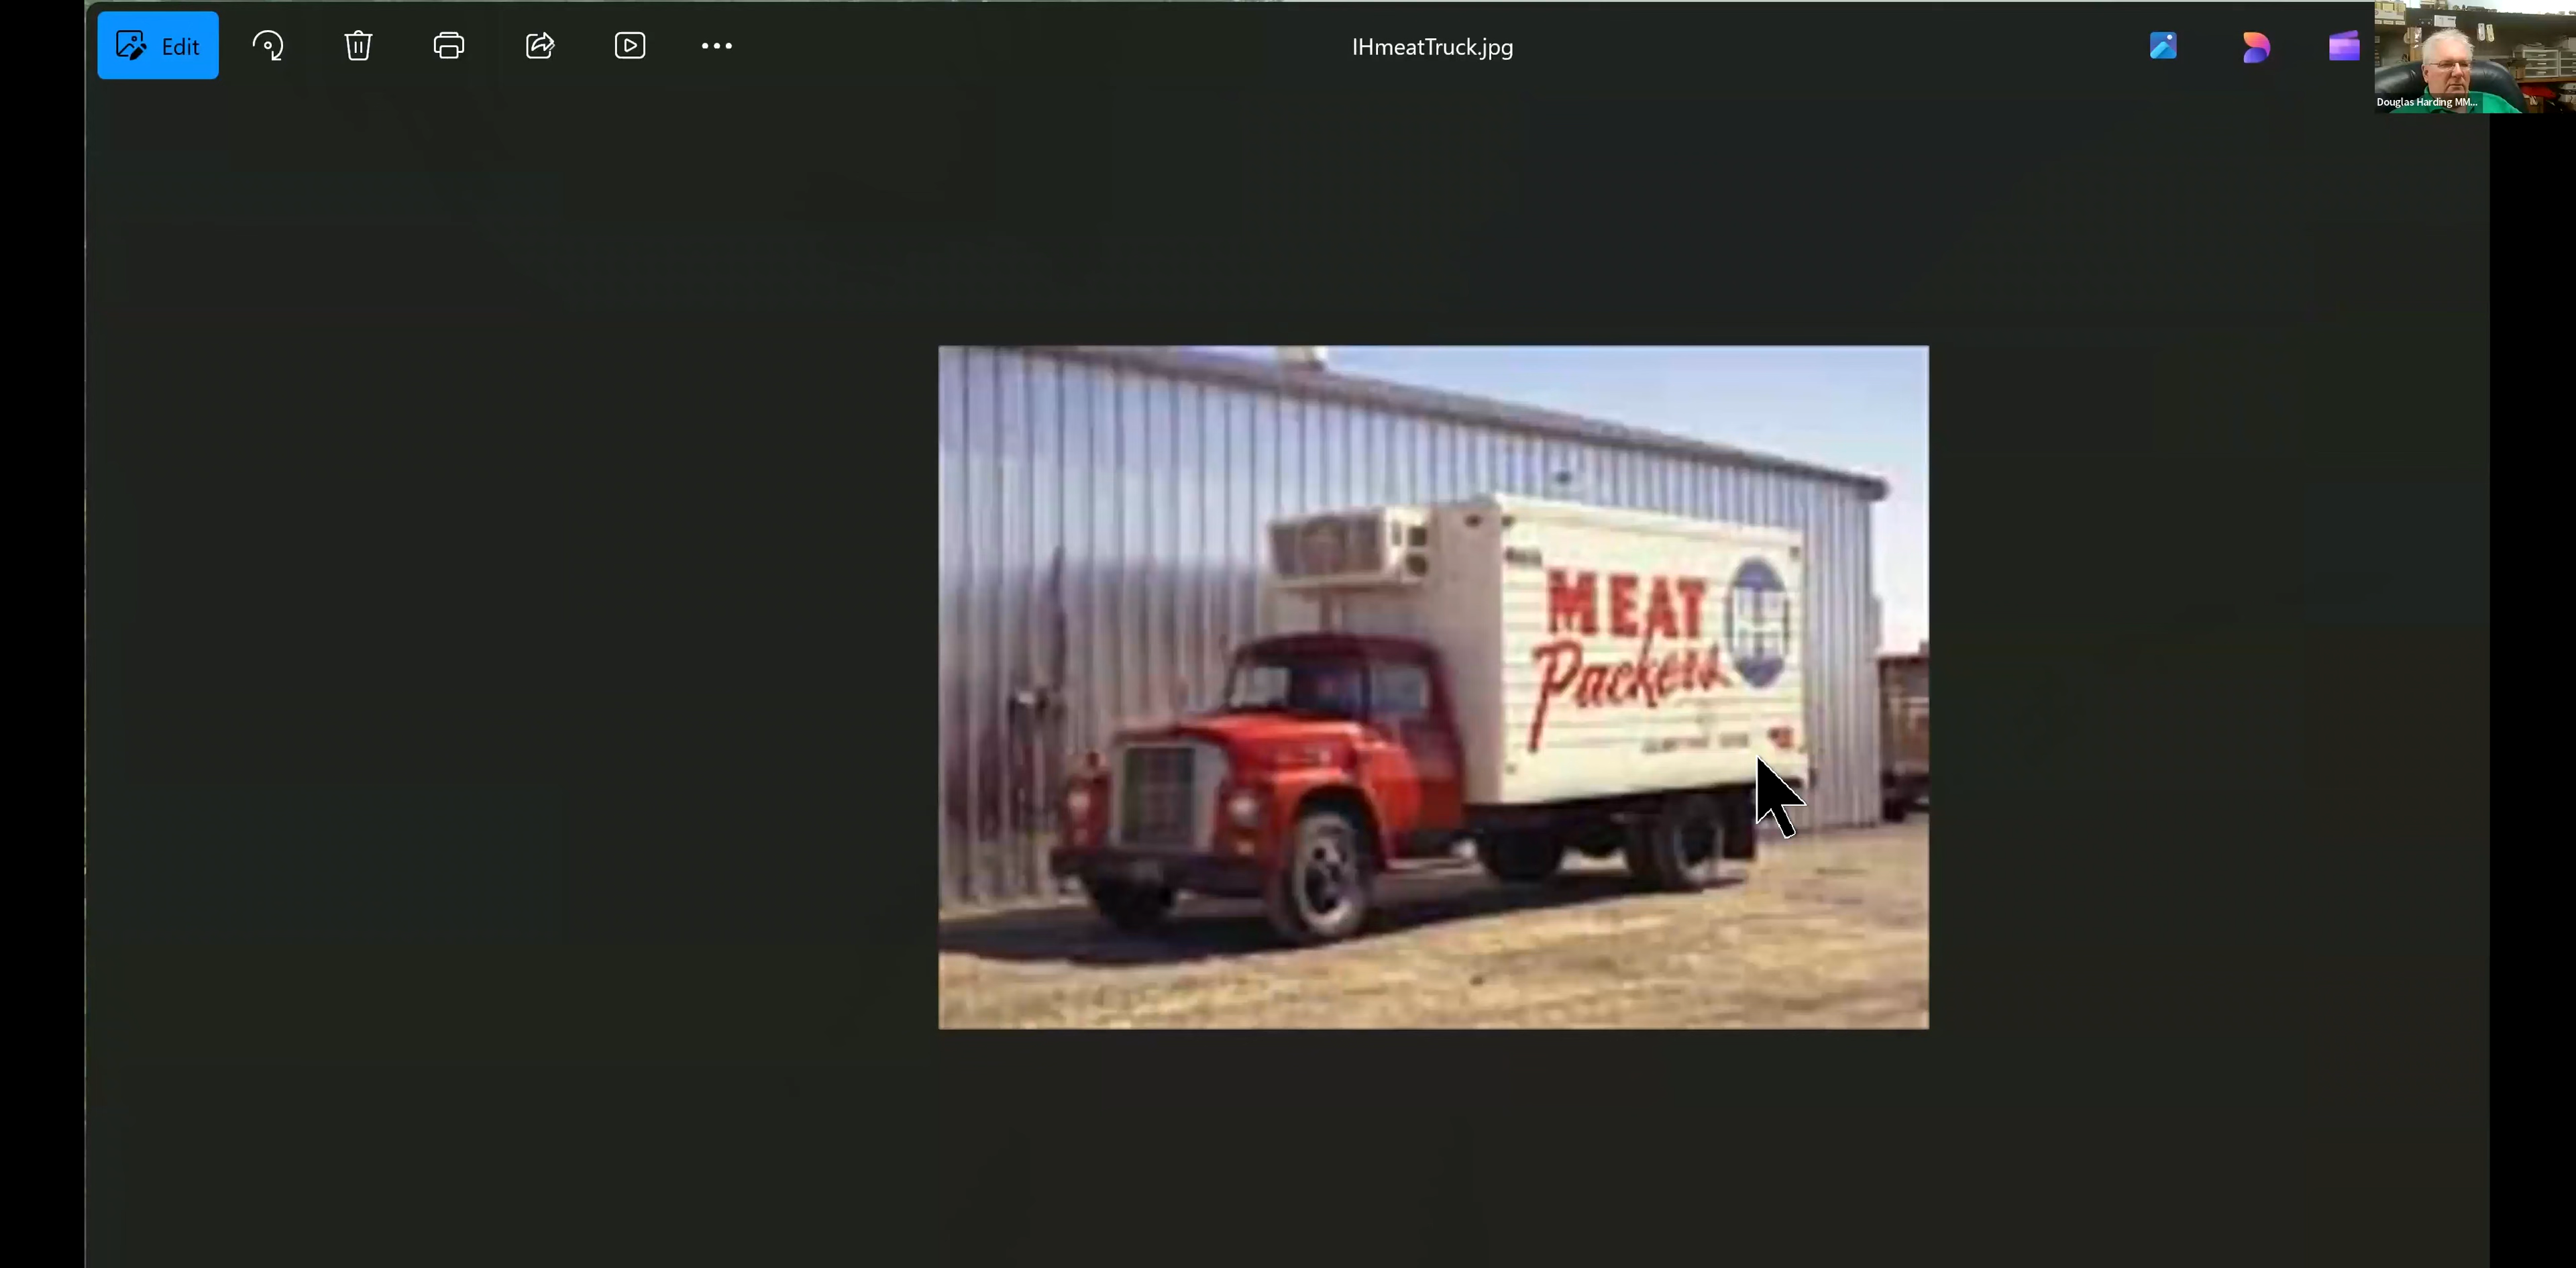 Edit
IHmeatTruck.jpg
Douglas Harding MM...
MEAT
Packers
H